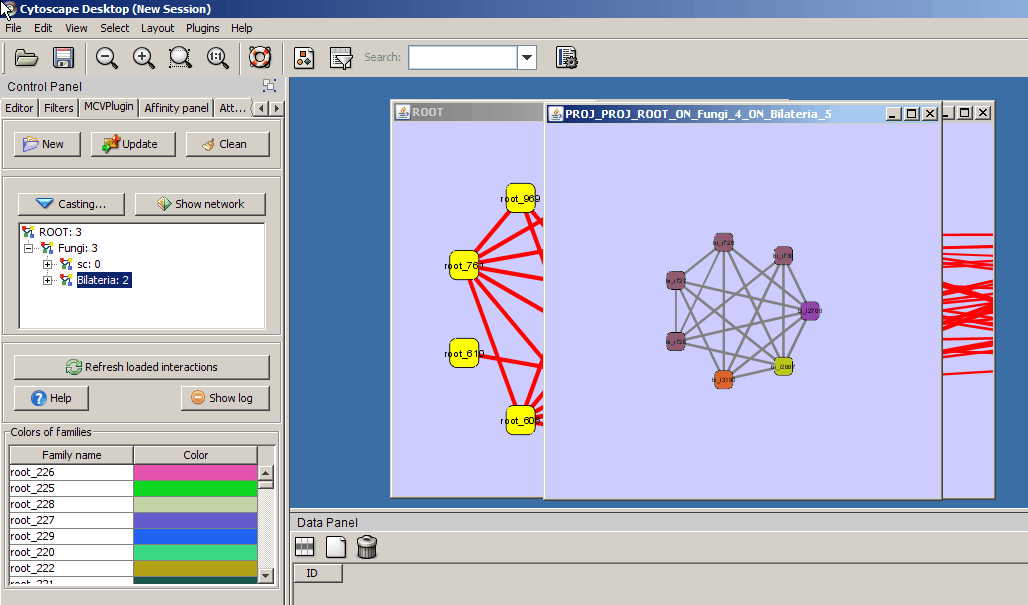 Cytoscape Desktop (New Session)
File Edit View Select Layout Plugins Help
Search:
Control Panel
Editor Filters MCVPlugin Affinity panel Att...
New Update Clean
Casting... Show network
ROOT: 3
Fungi: 3
sc: 0
Bilateria: 2
Refresh loaded interactions
Help Show log
Colors of families
Family name Color
root_226
root_225
root_228
root_227
root_229
root_220
root_222
root_221
ROOT
root_969
root_761
root_610
root_606
PROJ_PROJ_ROOT_ON_Fungi_4_ON_Bilateria_5
Data Panel
ID